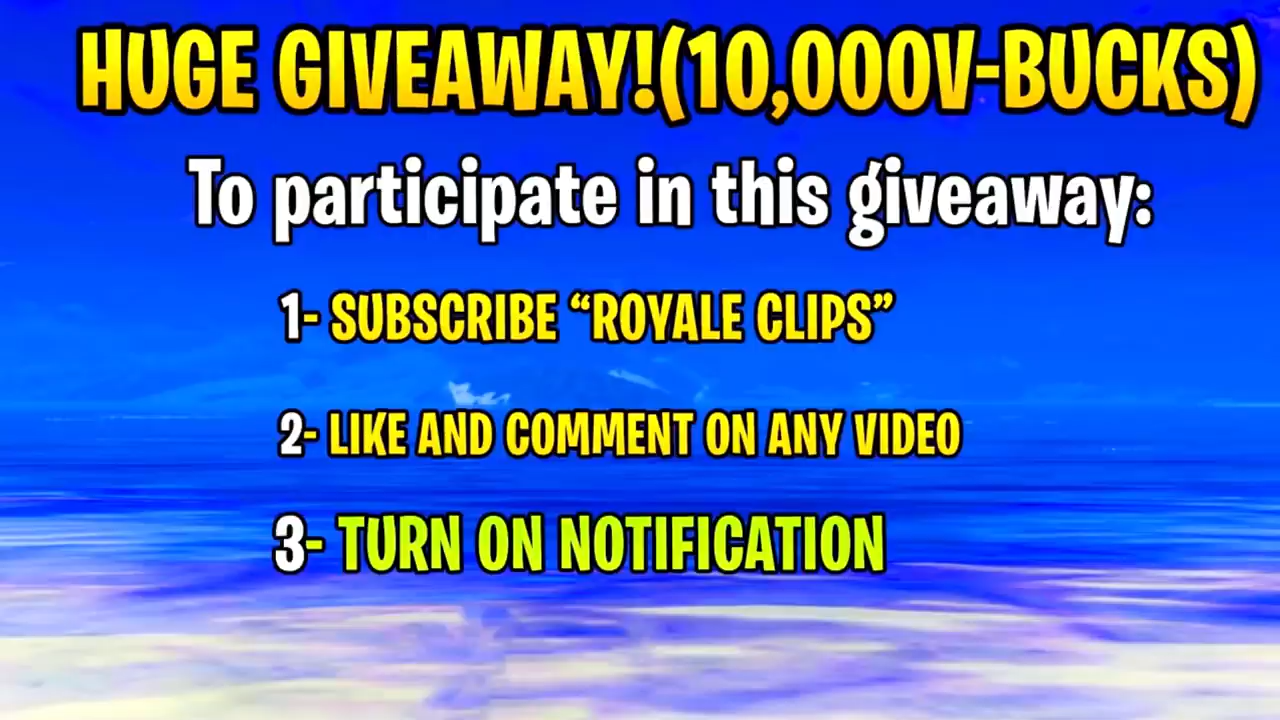 HUGE GIVEAWAY!(10,000V-BUCKS)
To participate in this giveaway:
1- SUBSCRIBE “ROYALE CLIPS”
2- LIKE AND COMMENT ON ANY VIDEO
3- TURN ON NOTIFICATION